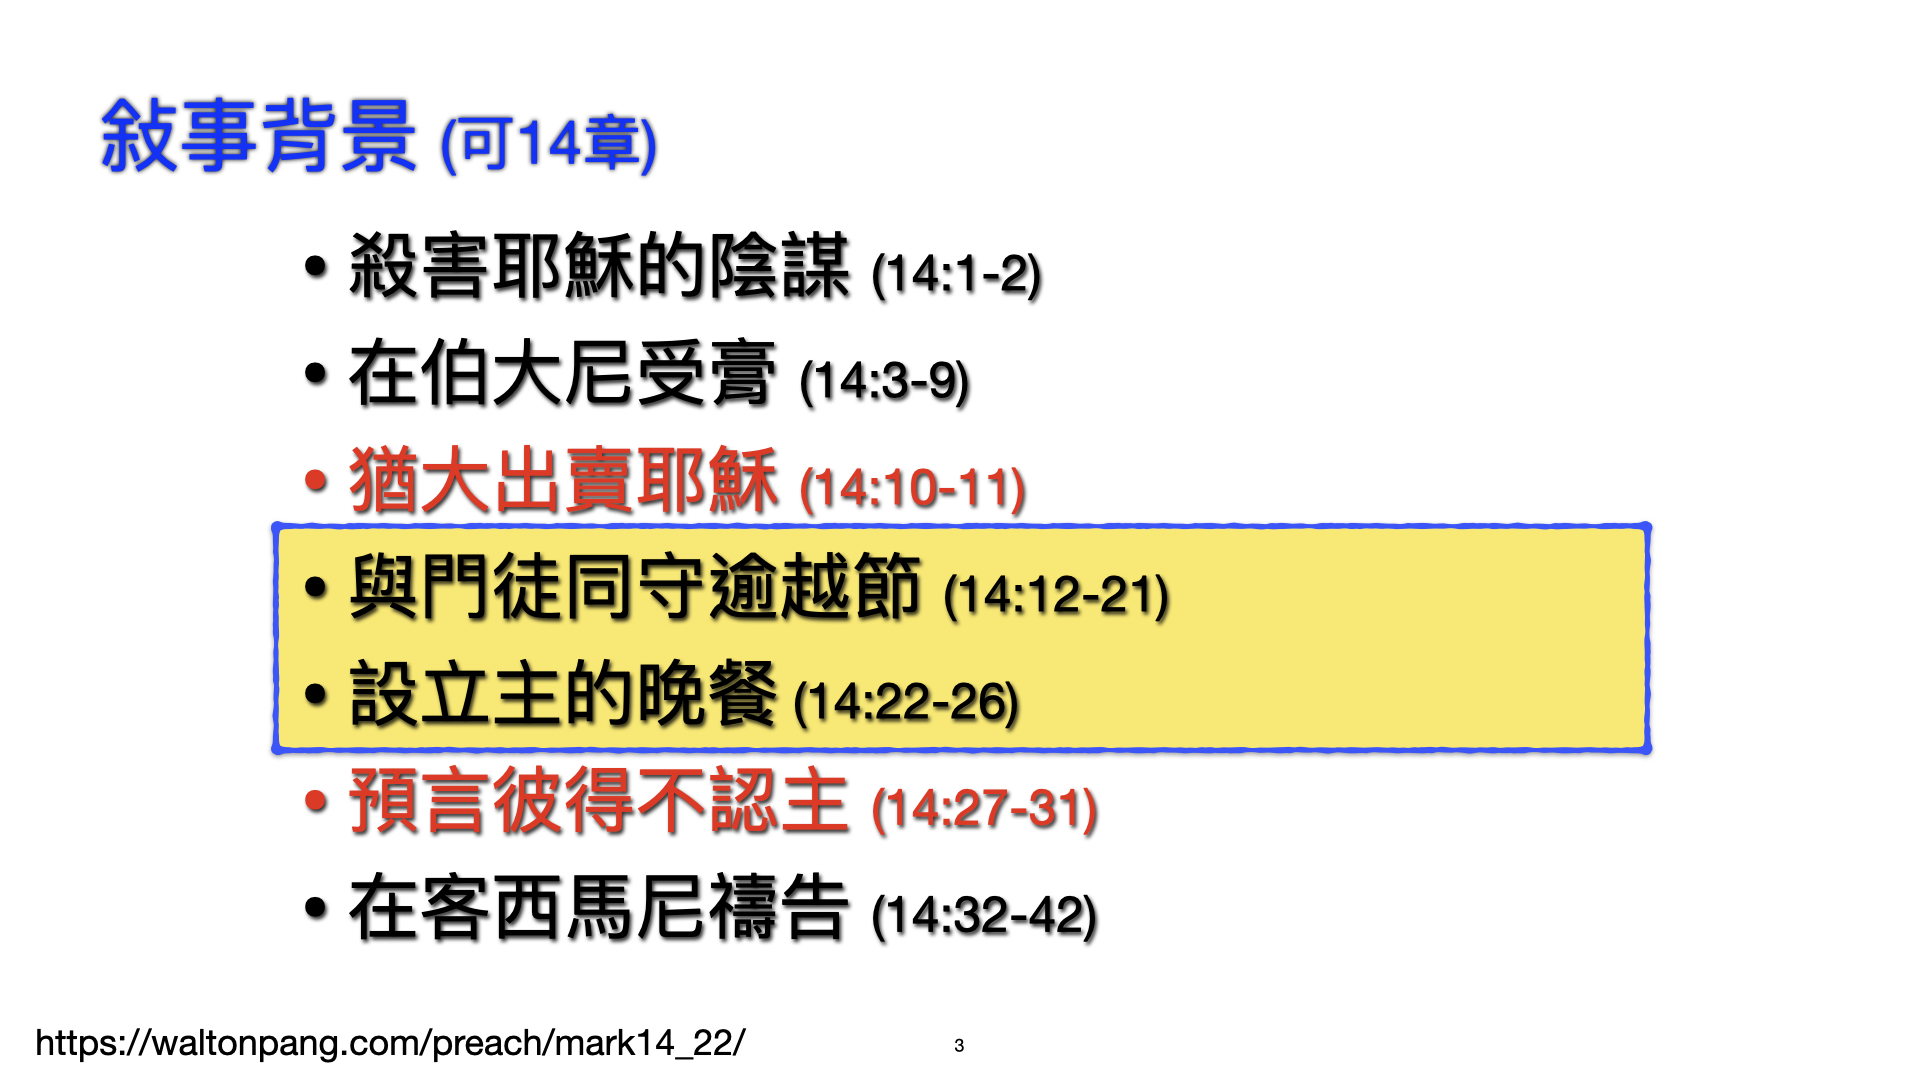 敍事背景 (可14章)
• 殺害耶穌的陰謀 (14:1-2)
• 在伯大尼受膏 (14:3-9)
• 猶大出賣耶穌 (14:10-11)
• 與門徒同守逾越節 (14:12-21)
• 設立主的晚餐 (14:22-26)
• 預言彼得不認主 (14:27-31)
• 在客西馬尼禱告 (14:32-42)
https://waltonpang.com/preach/mark14_22/
3